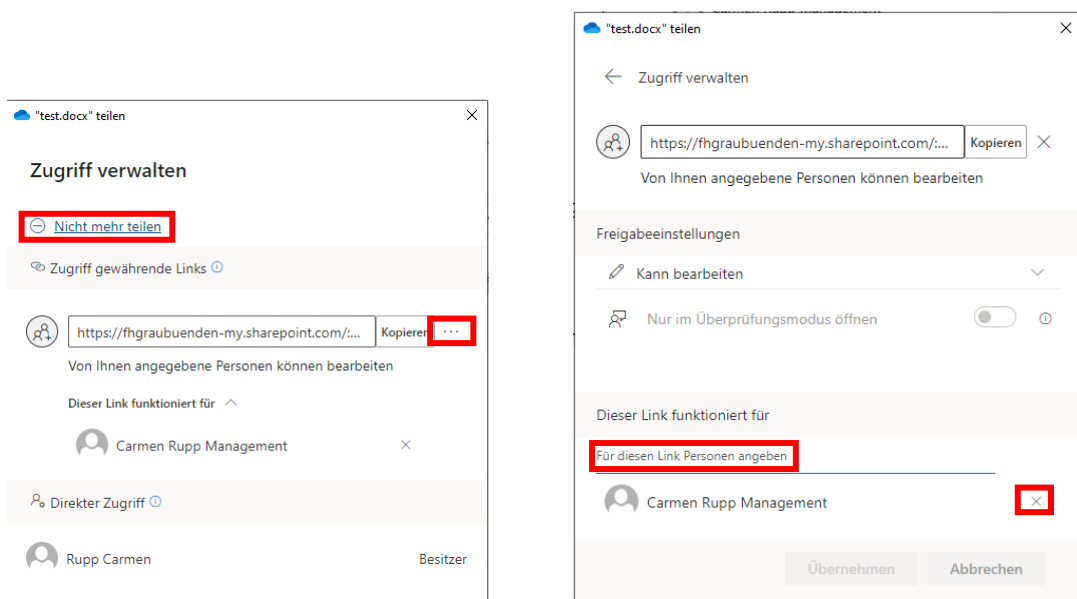 "test.docx" teilen
Zugriff verwalten
Nicht mehr teilen
Zugriff gewährende Links
https://fhgraubuenden-my.sharepoint.com/:...
Kopieren
Von Ihnen angegebene Personen können bearbeiten
Dieser Link funktioniert für
Carmen Rupp Management
Direkter Zugriff
Rupp Carmen
Besitzer
"test.docx" teilen
Zugriff verwalten
https://fhgraubuenden-my.sharepoint.com/:...
Kopieren
Von Ihnen angegebene Personen können bearbeiten
Freigabeeinstellungen
Kann bearbeiten
Nur im Überprüfungsmodus öffnen
Dieser Link funktioniert für
Für diesen Link Personen angeben
Carmen Rupp Management
Übernehmen
Abbrechen